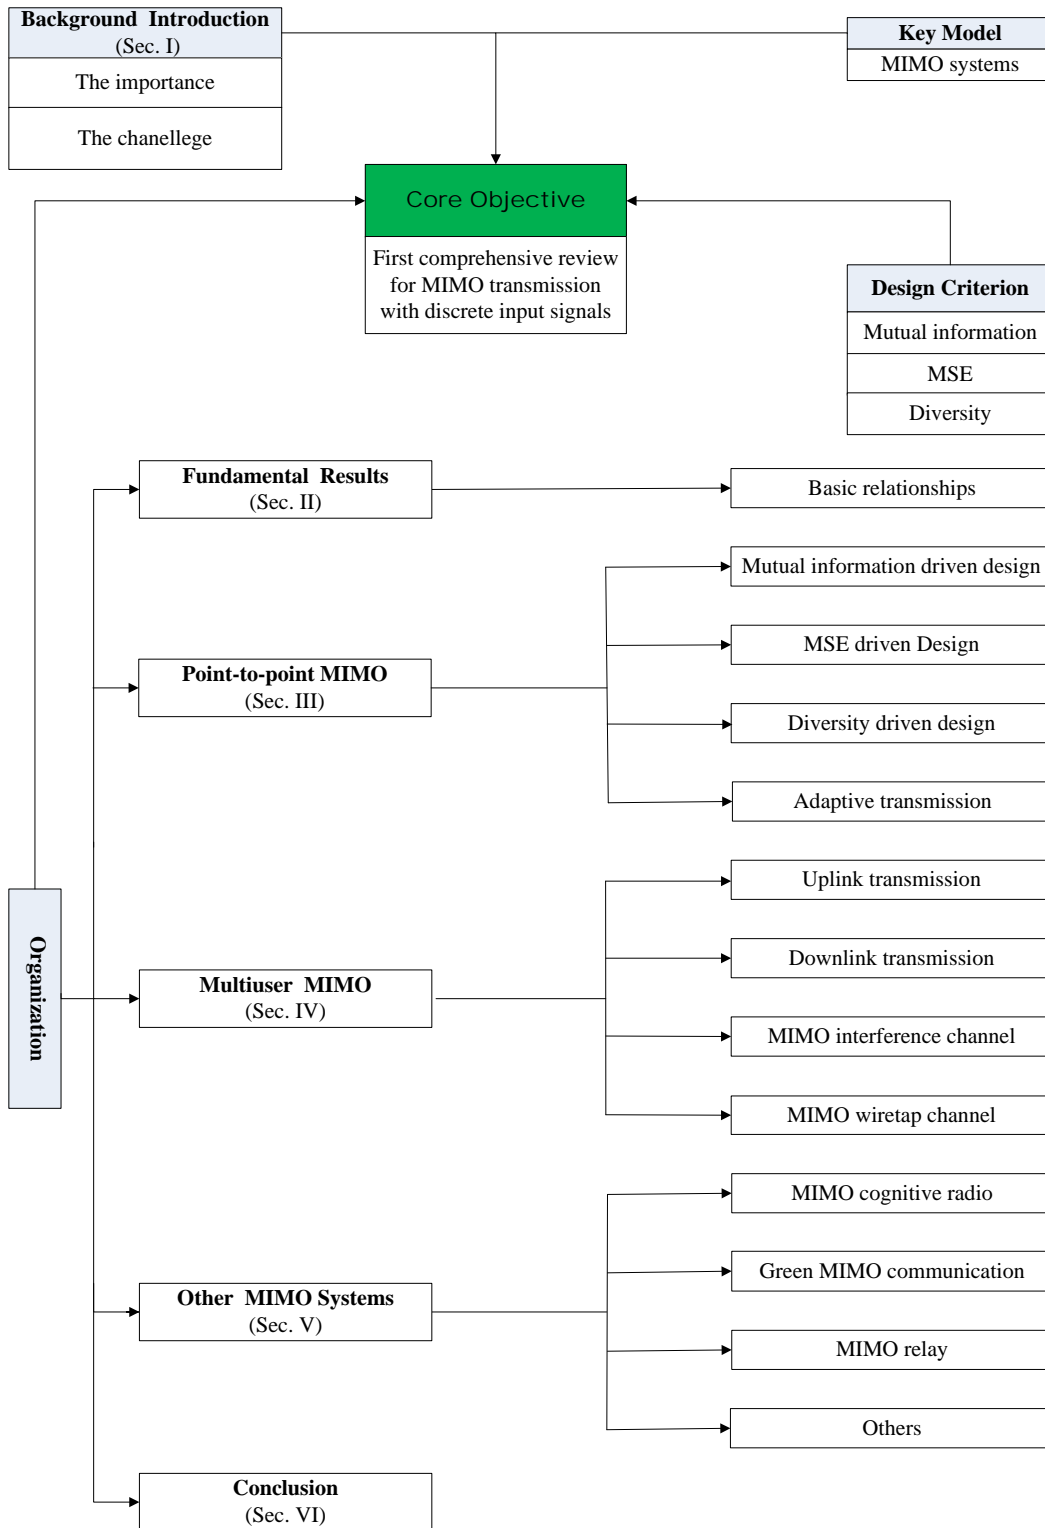 Background Introduction
(Sec. I)
The importance
The chanellege
Key Model
MIMO systems
Core Objective
First comprehensive review
for MIMO transmission
with discrete input signals
Design Criterion
Mutual information
MSE
Diversity
Organization
Fundamental Results
(Sec. II)
Basic relationships
Point-to-point MIMO
(Sec. III)
Mutual information driven design
MSE driven Design
Diversity driven design
Adaptive transmission
Multiuser MIMO
(Sec. IV)
Uplink transmission
Downlink transmission
MIMO interference channel
MIMO wiretap channel
Other MIMO Systems
(Sec. V)
MIMO cognitive radio
Green MIMO communication
MIMO relay
Others
Conclusion
(Sec. VI)